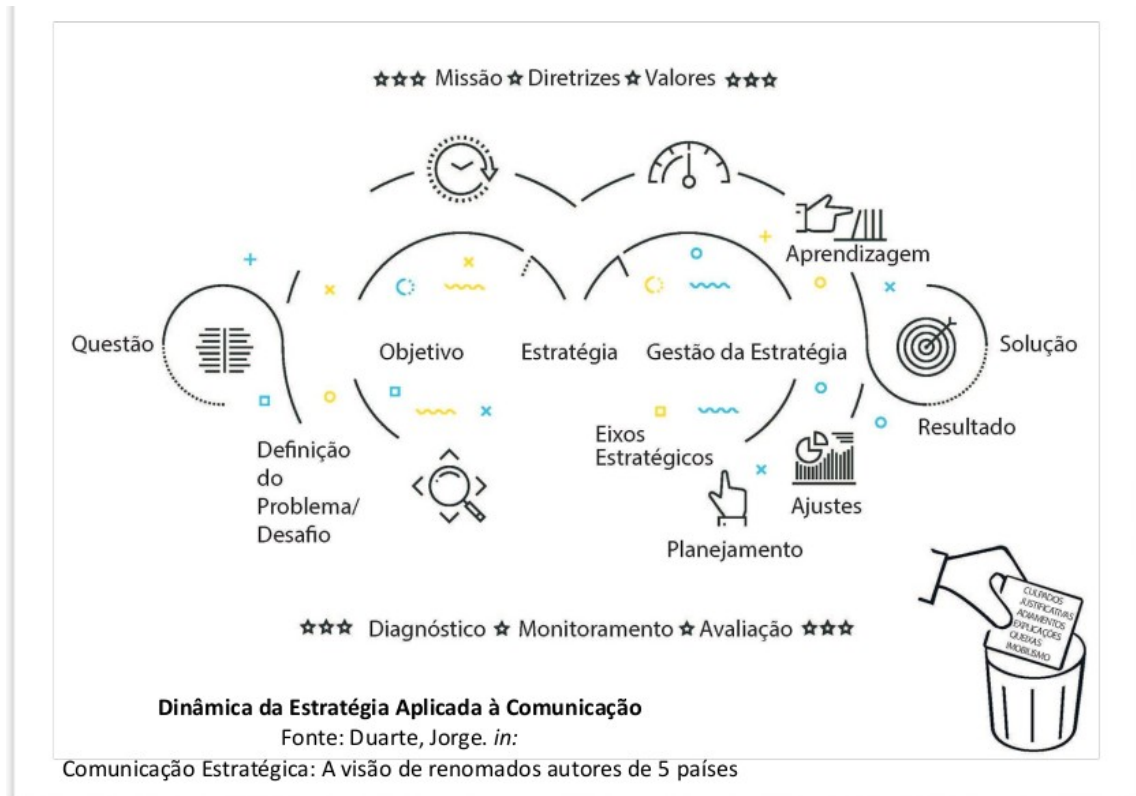 ☆☆☆ Missão ☆ Diretrizes ☆ Valores ☆☆☆
Aprendizagem
Questão
Objetivo
Estratégia
Gestão da Estratégia
Solução
Definição
do
Problema/
Desafio
Eixos
Estratégicos
Resultado
Ajustes
Planejamento
CULPADOS
JUSTIFICATIVAS
ADIAMENTOS
EXPLICAÇÕES
QUEIXAS
IMOBILISMO
☆☆☆ Diagnóstico ☆ Monitoramento ☆ Avaliação ☆☆☆
Dinâmica da Estratégia Aplicada à Comunicação
Fonte: Duarte, Jorge. in:
Comunicação Estratégica: A visão de renomados autores de 5 países